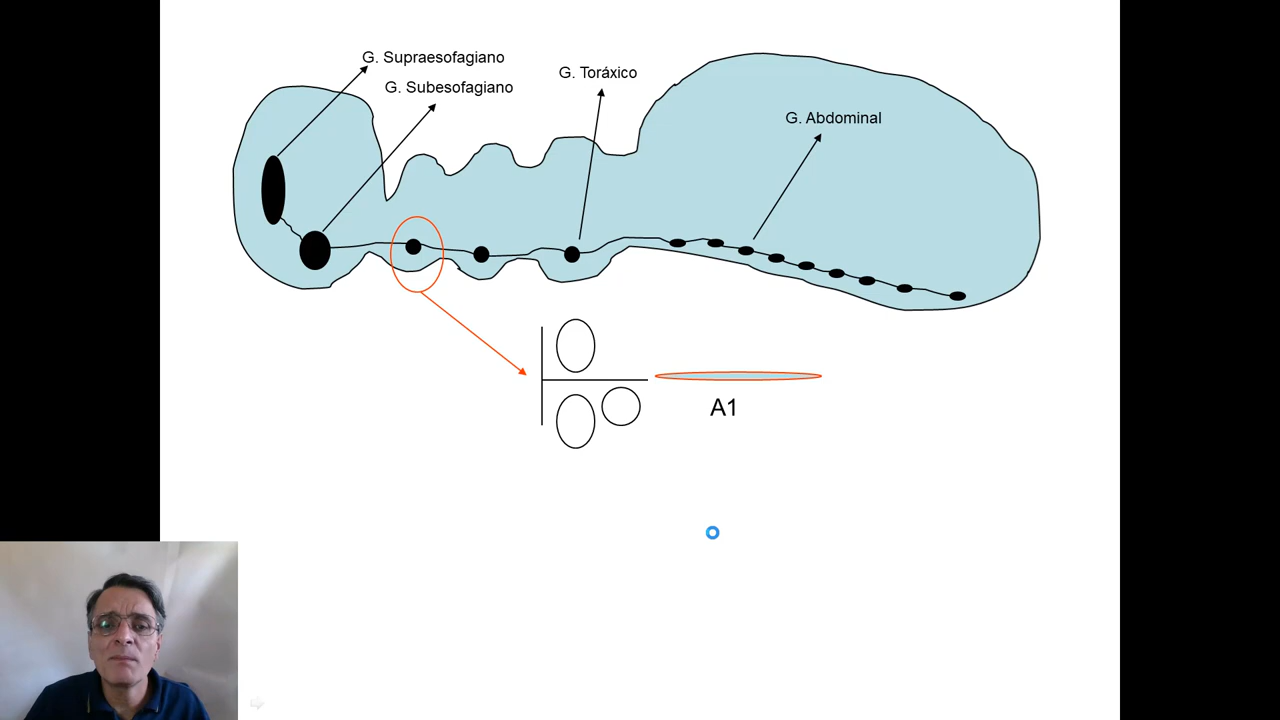 G. Supraesofagiano
G. Subesofagiano
G. Toráxico
G. Abdominal
A1